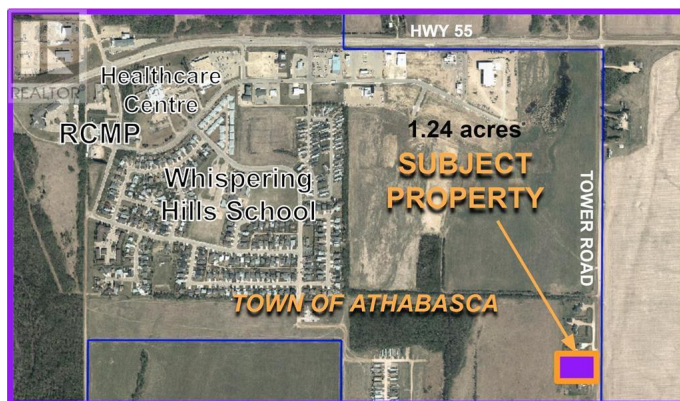 HWY 55
REALTOR
Healthcare
Centre
RCMP
1.24 acres
SUBJECT
PROPERTY
Whispering
Hills School
TOWER ROAD
TOWN OF ATHABASCA